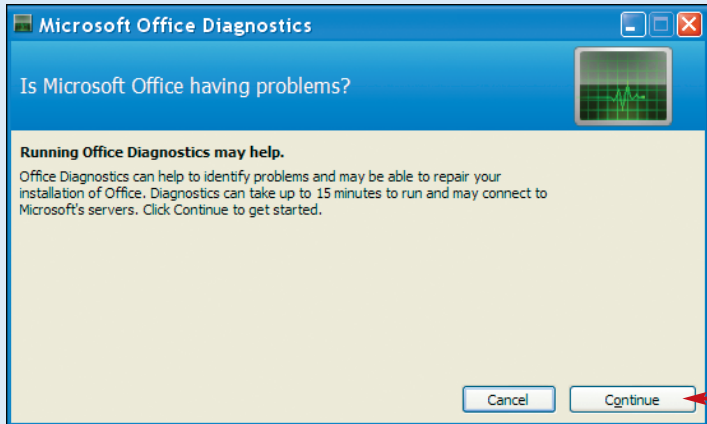 Microsoft Office Diagnostics
Is Microsoft Office having problems?
Running Office Diagnostics may help.
Office Diagnostics can help to identify problems and may be able to repair your
installation of Office. Diagnostics can take up to 15 minutes to run and may connect to
Microsoft's servers. Click Continue to get started.
Cancel
Continue